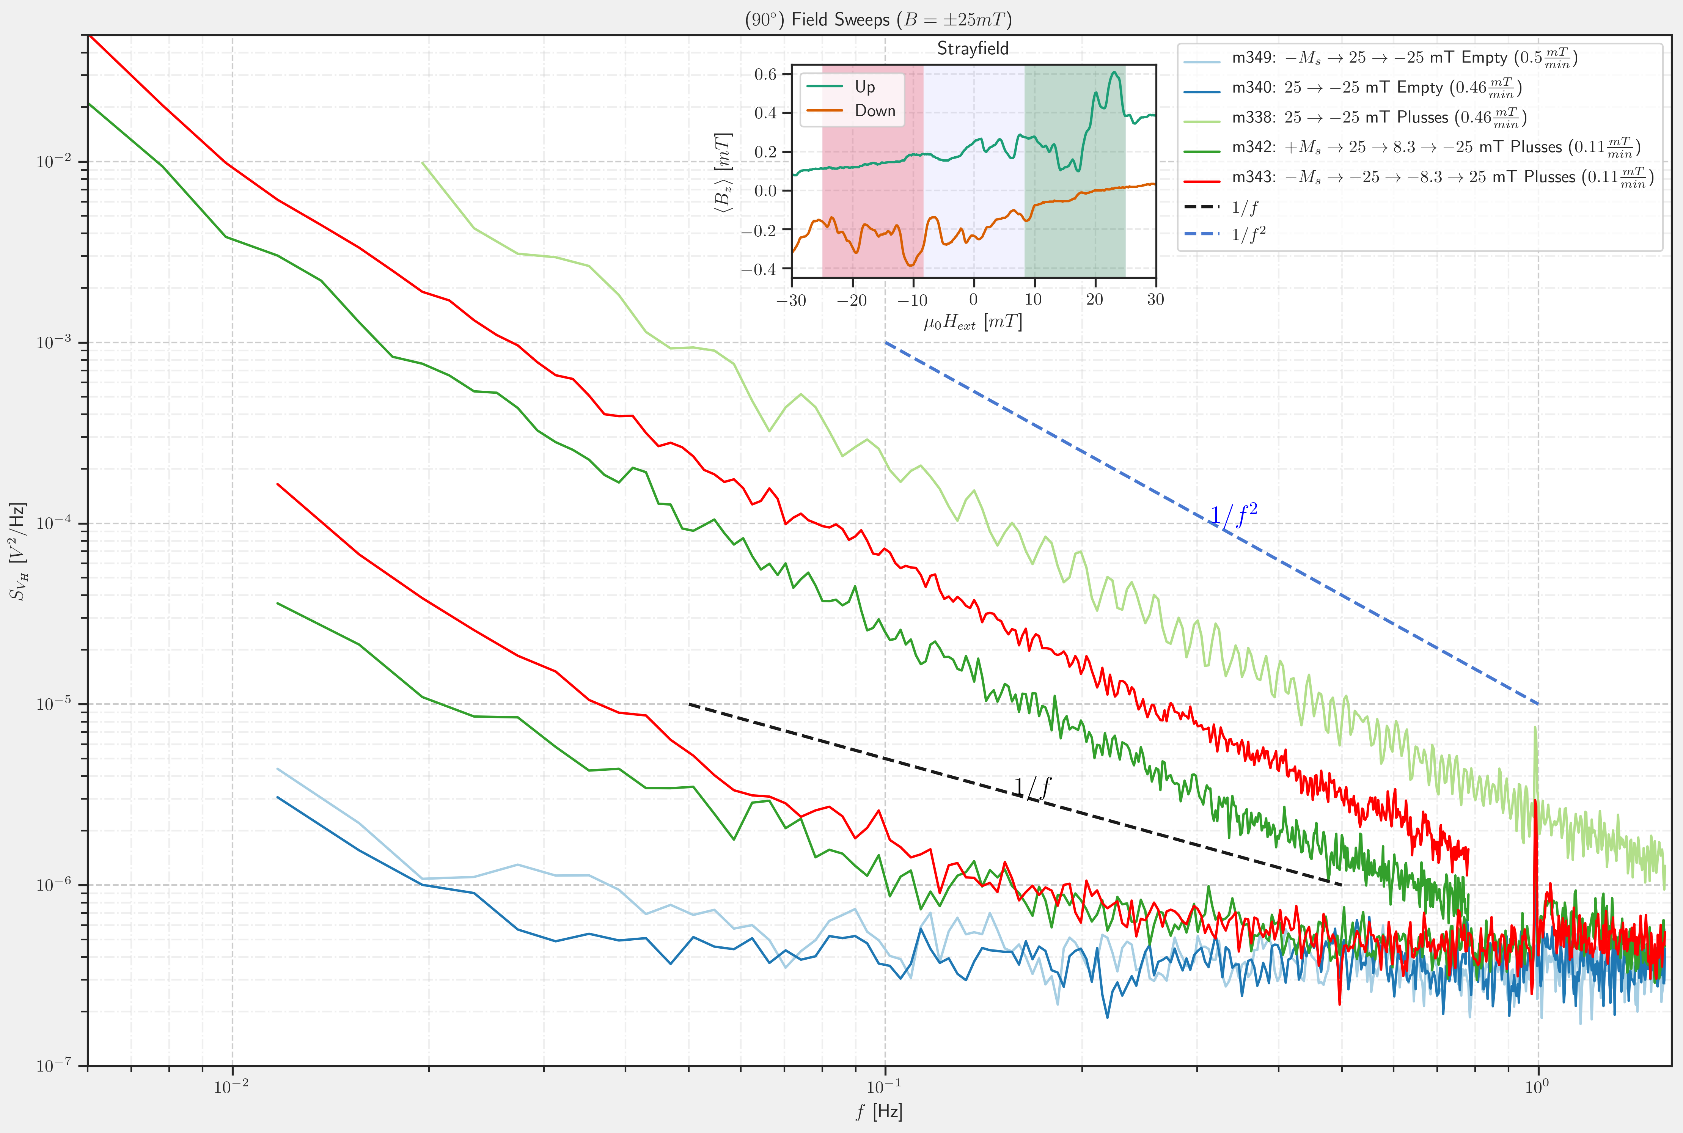 (90°) Field Sweeps (B = ±25mT)
Strayfield
Up
Down
0.6
0.4
0.2
0.0
−0.2
−0.4
⟨B_z⟩ [mT]
−30 −20 −10 0 10 20 30
μ₀H_ext [mT]
m349: −M_s → 25 → −25 mT Empty (0.5 mT/min)
m340: 25 → −25 mT Empty (0.46 mT/min)
m338: 25 → −25 mT Plusses (0.46 mT/min)
m342: +M_s → 25 → 8.3 → −25 mT Plusses (0.11 mT/min)
m343: −M_s → −25 → −8.3 → 25 mT Plusses (0.11 mT/min)
1/f
1/f²
10⁻²
10⁻³
10⁻⁴
10⁻⁵
10⁻⁶
10⁻⁷
S_{V_H} [V²/Hz]
1/f²
1/f
10⁻² 10⁻¹ 10⁰
f [Hz]